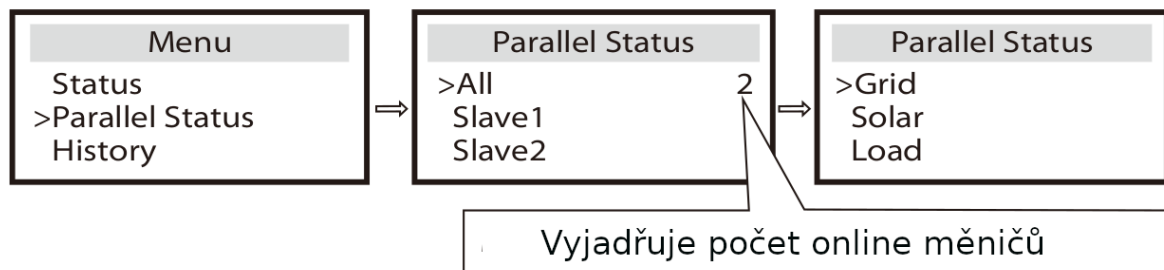 Menu
Status
>Parallel Status
History
Parallel Status
>All 2
Slave1
Slave2
Parallel Status
>Grid
Solar
Load
Vyjadřuje počet online měničů